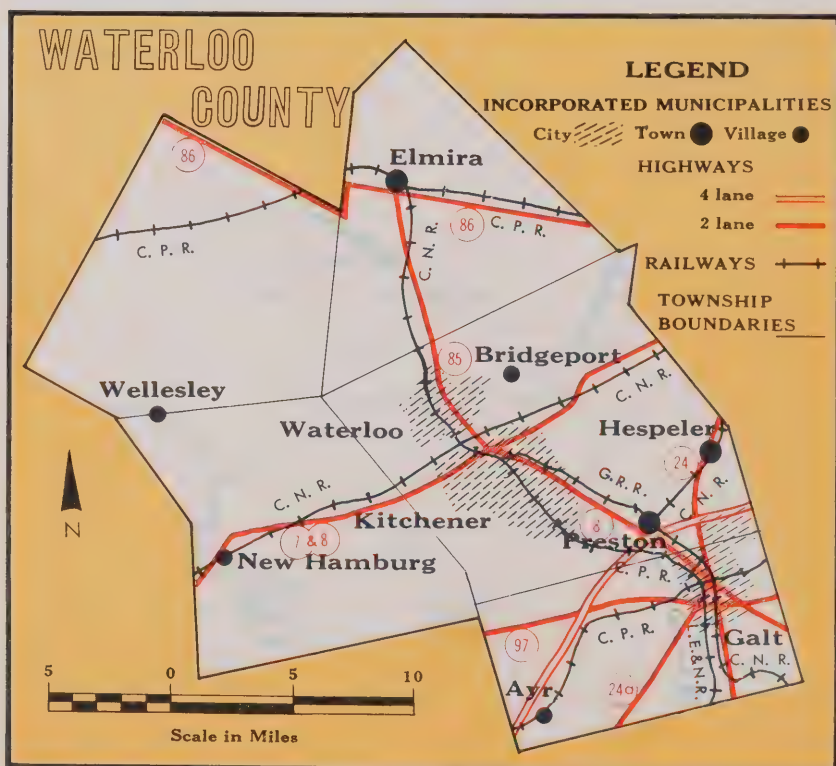 WATERLOO
COUNTY
LEGEND
INCORPORATED MUNICIPALITIES
City Town Village
HIGHWAYS
4 lane
2 lane
RAILWAYS
TOWNSHIP
BOUNDARIES
86
Elmira
C. P. R.
C. N. R.
86
C. P. R.
85
Bridgeport
C. N. R.
Wellesley
Waterloo
Hespeler
24
G.R.R.
C. N. R.
C. N. R.
Kitchener
8
Preston
7 & 8
New Hamburg
C. P. R.
N
97
C. P. R.
Galt
L.E.&N.R.
C. N. R.
Ayr
24a
5 0 5 10
Scale in Miles